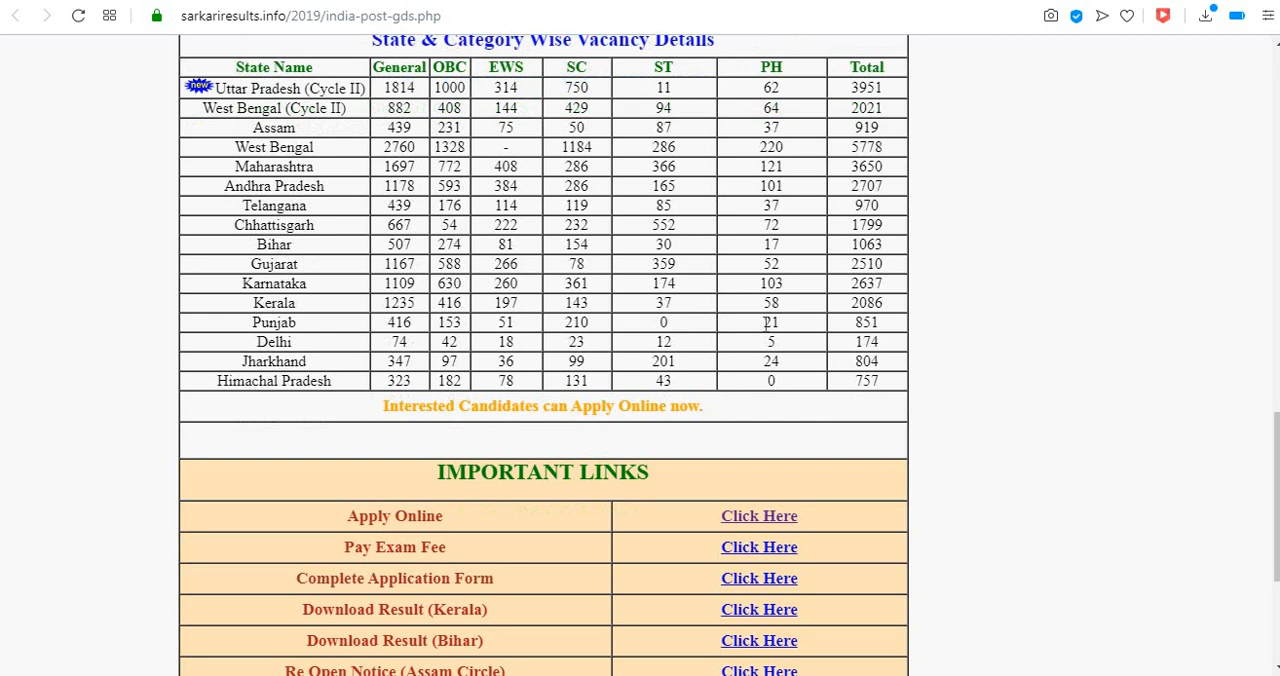 sarkariresults.info/2019/india-post-gds.php
State & Category Wise Vacancy Details
State Name General OBC EWS SC ST PH Total
new Uttar Pradesh (Cycle II) 1814 1000 314 750 11 62 3951
West Bengal (Cycle II) 882 408 144 429 94 64 2021
Assam 439 231 75 50 87 37 919
West Bengal 2760 1328 - 1184 286 220 5778
Maharashtra 1697 772 408 286 366 121 3650
Andhra Pradesh 1178 593 384 286 165 101 2707
Telangana 439 176 114 119 85 37 970
Chhattisgarh 667 54 222 232 552 72 1799
Bihar 507 274 81 154 30 17 1063
Gujarat 1167 588 266 78 359 52 2510
Karnataka 1109 630 260 361 174 103 2637
Kerala 1235 416 197 143 37 58 2086
Punjab 416 153 51 210 0 21 851
Delhi 74 42 18 23 12 5 174
Jharkhand 347 97 36 99 201 24 804
Himachal Pradesh 323 182 78 131 43 0 757
Interested Candidates can Apply Online now.
IMPORTANT LINKS
Apply Online Click Here
Pay Exam Fee Click Here
Complete Application Form Click Here
Download Result (Kerala) Click Here
Download Result (Bihar) Click Here
Re Open Notice (Assam Circle) Click Here